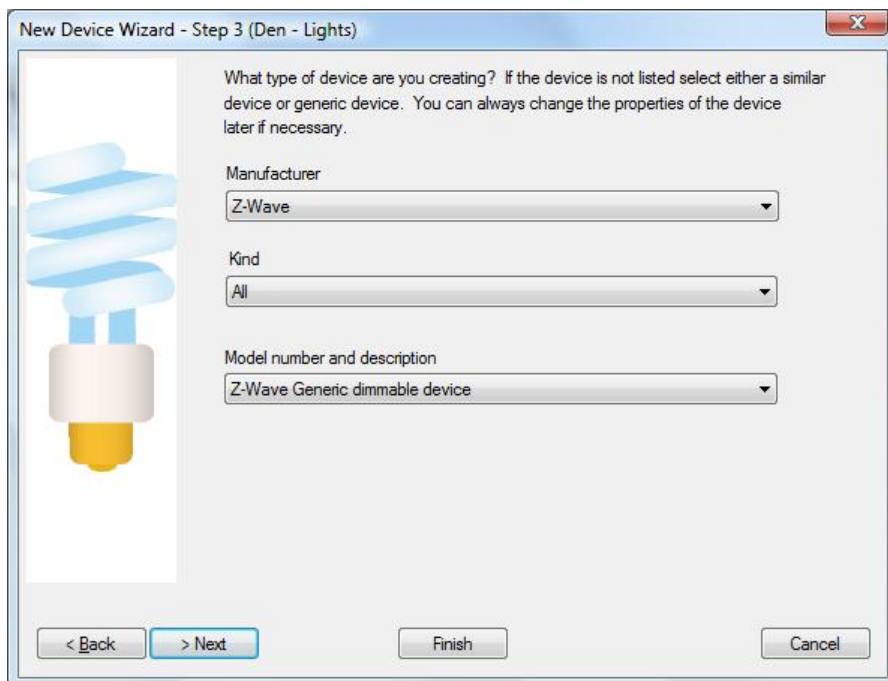 New Device Wizard - Step 3 (Den - Lights)
What type of device are you creating? If the device is not listed select either a similar
device or generic device. You can always change the properties of the device
later if necessary.
Manufacturer
Z-Wave
Kind
All
Model number and description
Z-Wave Generic dimmable device
< Back
> Next
Finish
Cancel